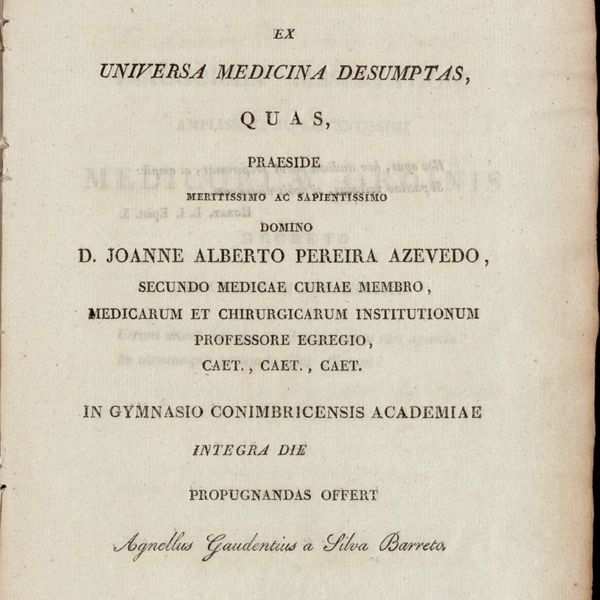 EX
UNIVERSA MEDICINA DESUMPTAS,
QUAS,
PRAESIDE
MERITISSIMO AC SAPIENTISSIMO
DOMINO
D. JOANNE ALBERTO PEREIRA AZEVEDO,
SECUNDO MEDICAE CURIAE MEMBRO,
MEDICARUM ET CHIRURGICARUM INSTITUTIONUM
PROFESSORE EGREGIO,
CAET., CAET., CAET.
IN GYMNASIO CONIMBRICENSIS ACADEMIAE
INTEGRA DIE
PROPUGNANDAS OFFERT
Agnellus Gaudentius a Silva Barreto.